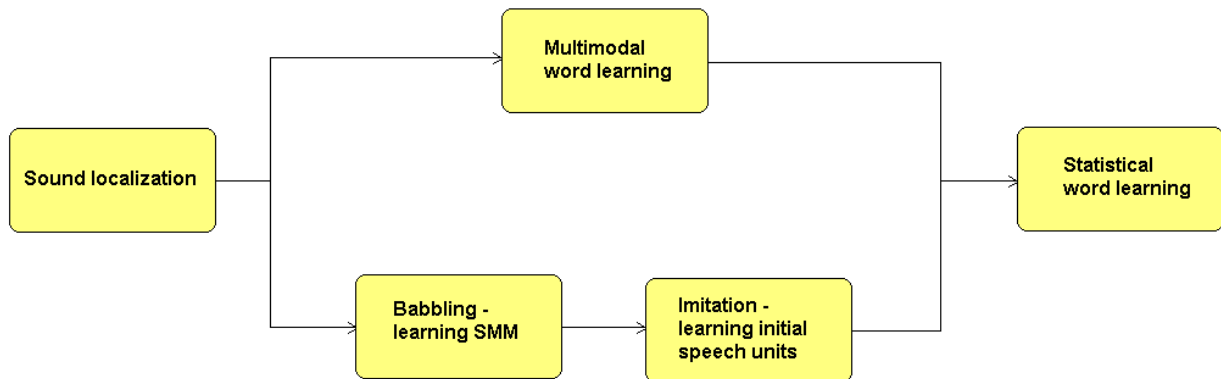 Multimodal
word learning
Sound localization
Statistical
word learning
Babbling -
learning SMM
Imitation -
learning initial
speech units